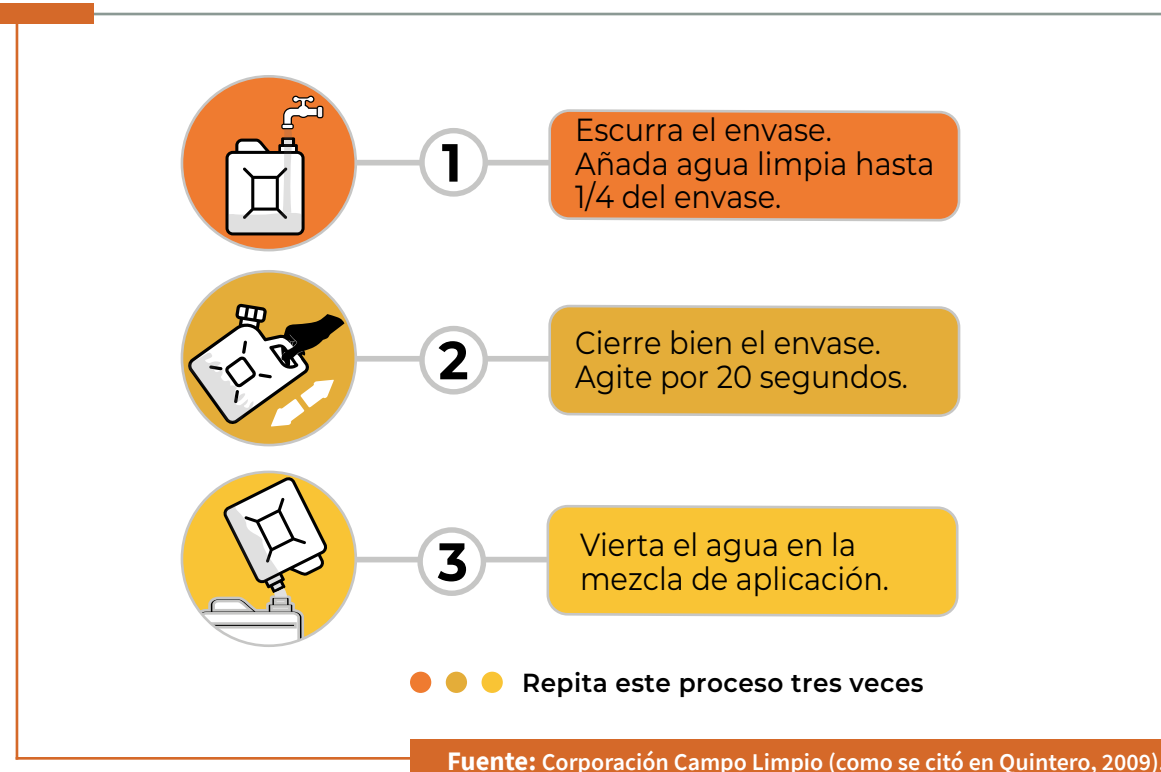 1
Escurra el envase.
Añada agua limpia hasta
1/4 del envase.
2
Cierre bien el envase.
Agite por 20 segundos.
3
Vierta el agua en la
mezcla de aplicación.
Repita este proceso tres veces
Fuente: Corporación Campo Limpio (como se citó en Quintero, 2009).